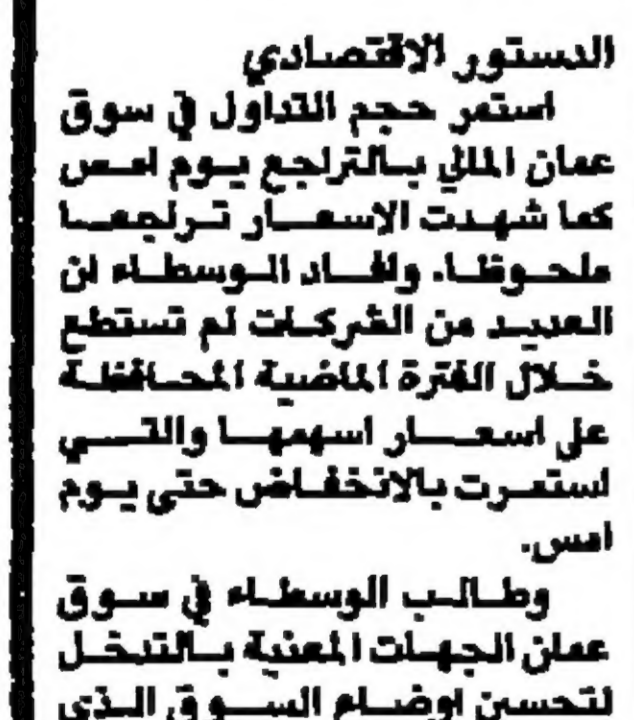 الدستور الاقتصادي
استمر حجم التداول في سوق
عمان المالي بالتراجع يوم امس
كما شهدت الاسعار تراجعا
ملحوظا. وافاد الوسطاء ان
العديد من الشركات لم تستطع
خلال الفترة الماضية المحافظة
على اسعار اسهمها والتي
استمرت بالانخفاض حتى يوم
امس.
وطالب الوسطاء في سوق
عمان الجهات المعنية بالتدخل
لتحسين اوضاع السوق الذي